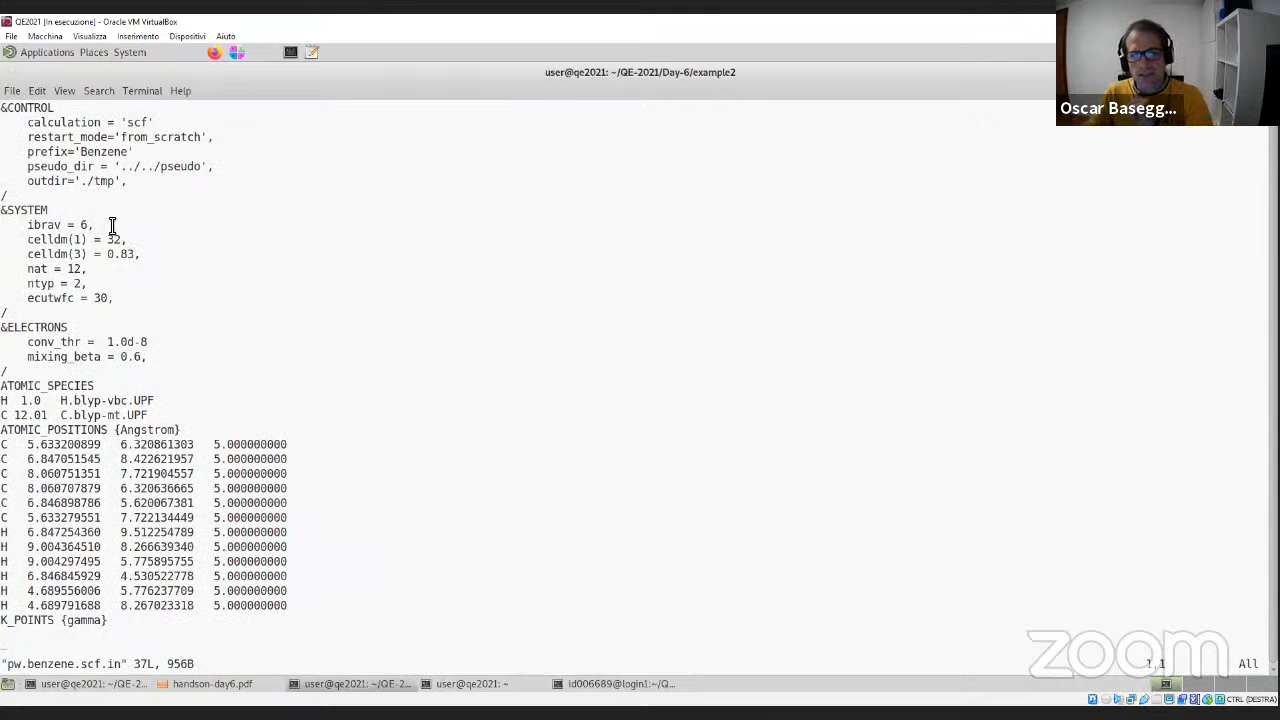 QE2021 [In esecuzione] - Oracle VM VirtualBox
File Macchina Visualizza Inserimento Dispositivi Aiuto
Applications Places System
user@qe2021: ~/QE-2021/Day-6/example2
File Edit View Search Terminal Help
Oscar Basegg...
&CONTROL
calculation = 'scf'
restart_mode='from_scratch',
prefix='Benzene'
pseudo_dir = '../../pseudo',
outdir='./tmp',
/
&SYSTEM
ibrav = 6,
celldm(1) = 32,
celldm(3) = 0.83,
nat = 12,
ntyp = 2,
ecutwfc = 30,
/
&ELECTRONS
conv_thr =  1.0d-8
mixing_beta = 0.6,
/
ATOMIC_SPECIES
H  1.0   H.blyp-vbc.UPF
C 12.01  C.blyp-mt.UPF
ATOMIC_POSITIONS {Angstrom}
C   5.633200899   6.320861303   5.000000000
C   6.847051545   8.422621957   5.000000000
C   8.060751351   7.721904557   5.000000000
C   8.060707879   6.320636665   5.000000000
C   6.846898786   5.620067381   5.000000000
C   5.633279551   7.722134449   5.000000000
H   6.847254360   9.512254789   5.000000000
H   9.004364510   8.266639340   5.000000000
H   9.004297495   5.775895755   5.000000000
H   6.846845929   4.530522778   5.000000000
H   4.689556006   5.776237709   5.000000000
H   4.689791688   8.267023318   5.000000000
K_POINTS {gamma}
"pw.benzene.scf.in" 37L, 956B 1,1 All
zoom
user@qe2021: ~/QE-2... handson-day6.pdf user@qe2021: ~/QE-2... user@qe2021: ~ id006689@login1:~/Q...
CTRL (DESTRA)